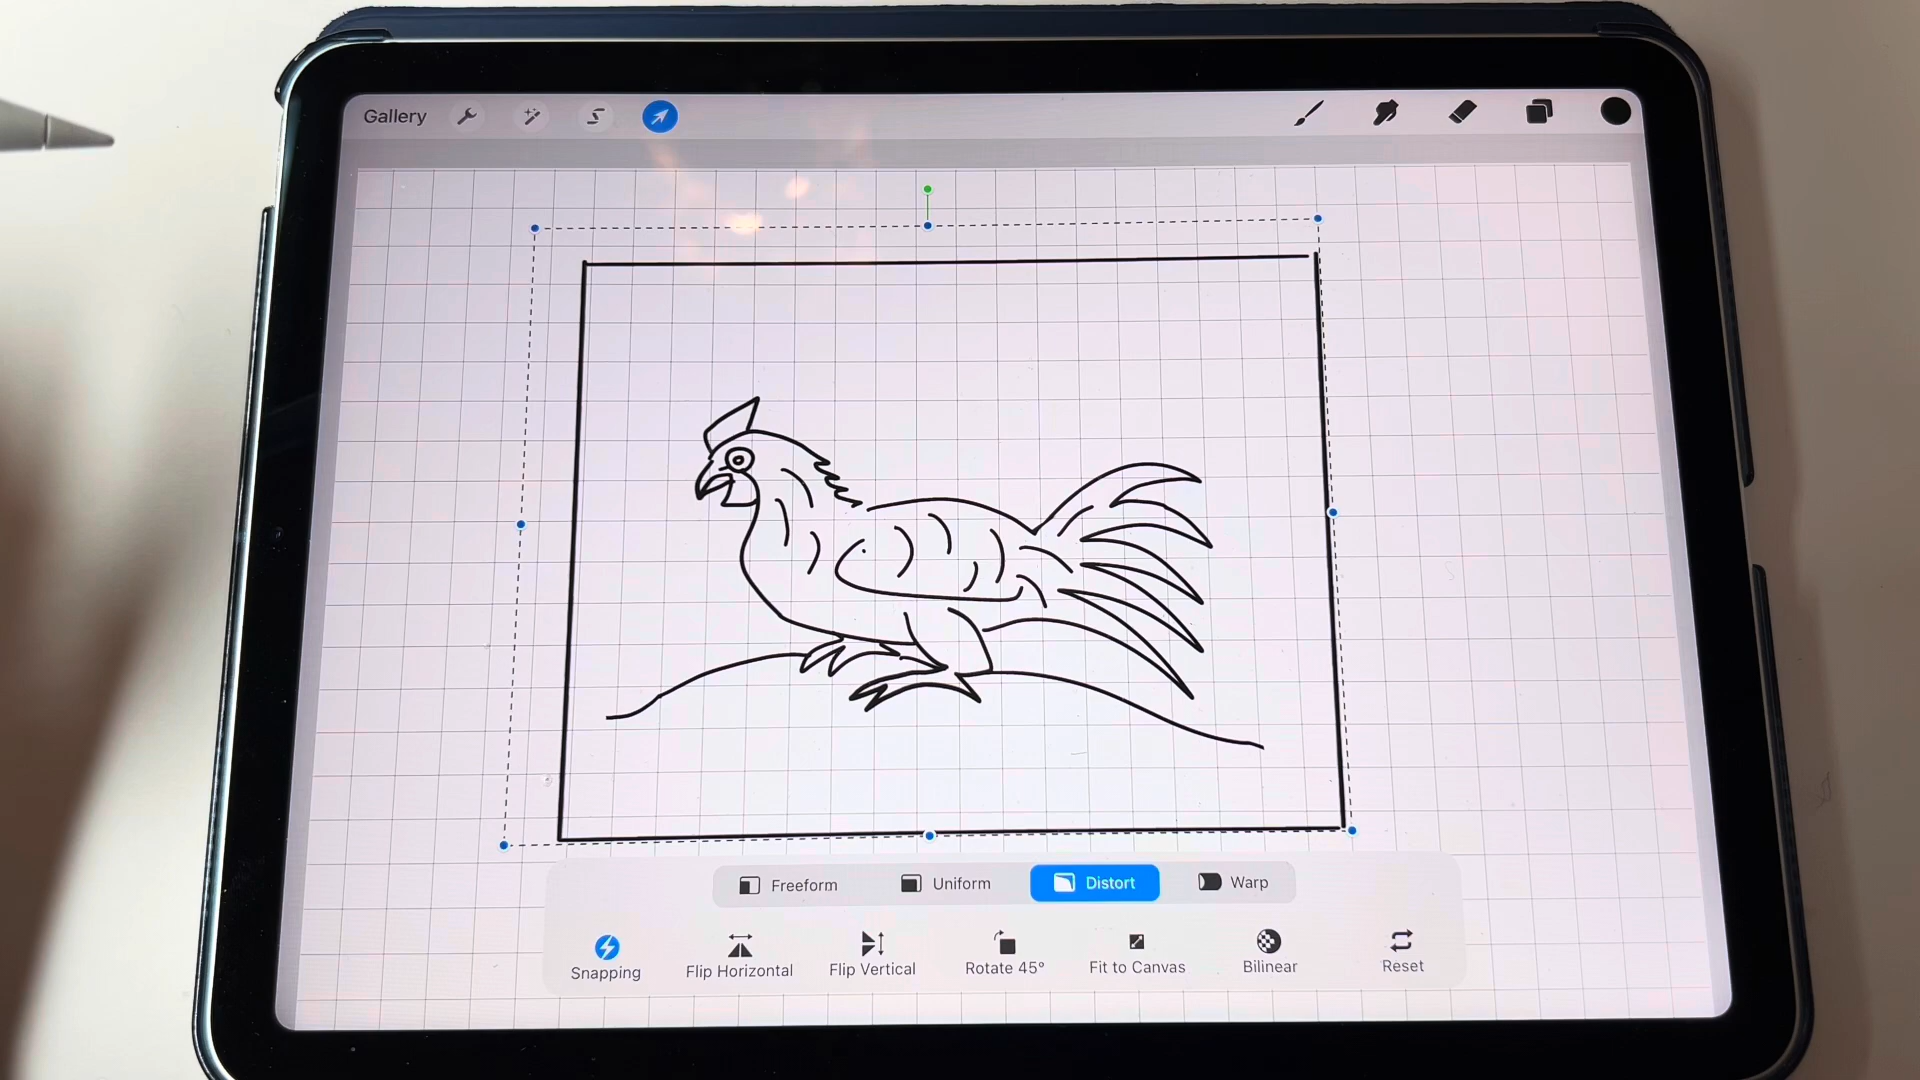 Gallery
Freeform Uniform Distort Warp
Snapping Flip Horizontal Flip Vertical Rotate 45° Fit to Canvas Bilinear Reset